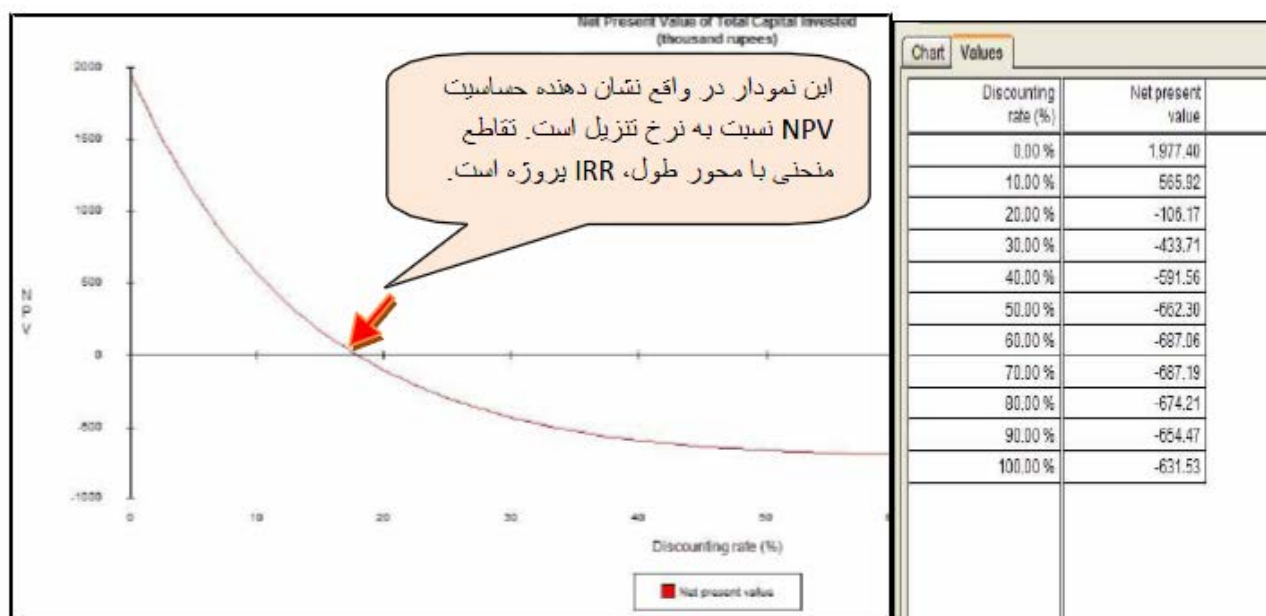 Net Present Value of Total Capital Invested
(thousand rupees)
این نمودار در واقع نشان دهنده حساسیت
NPV نسبت به نرخ تنزیل است. تقاطع
منحنی با محور طول، IRR پروژه است.
2000
1500
1000
500
0
-500
-1000
N
P
V
0 10 20 30 40 50
Discounting rate (%)
Net present value
Chart Values
Discounting Net present
rate (%) value
0.00 % 1,977.40
10.00 % 565.92
20.00 % -106.17
30.00 % -433.71
40.00 % -591.56
50.00 % -662.30
60.00 % -687.06
70.00 % -687.19
80.00 % -674.21
90.00 % -654.47
100.00 % -631.53